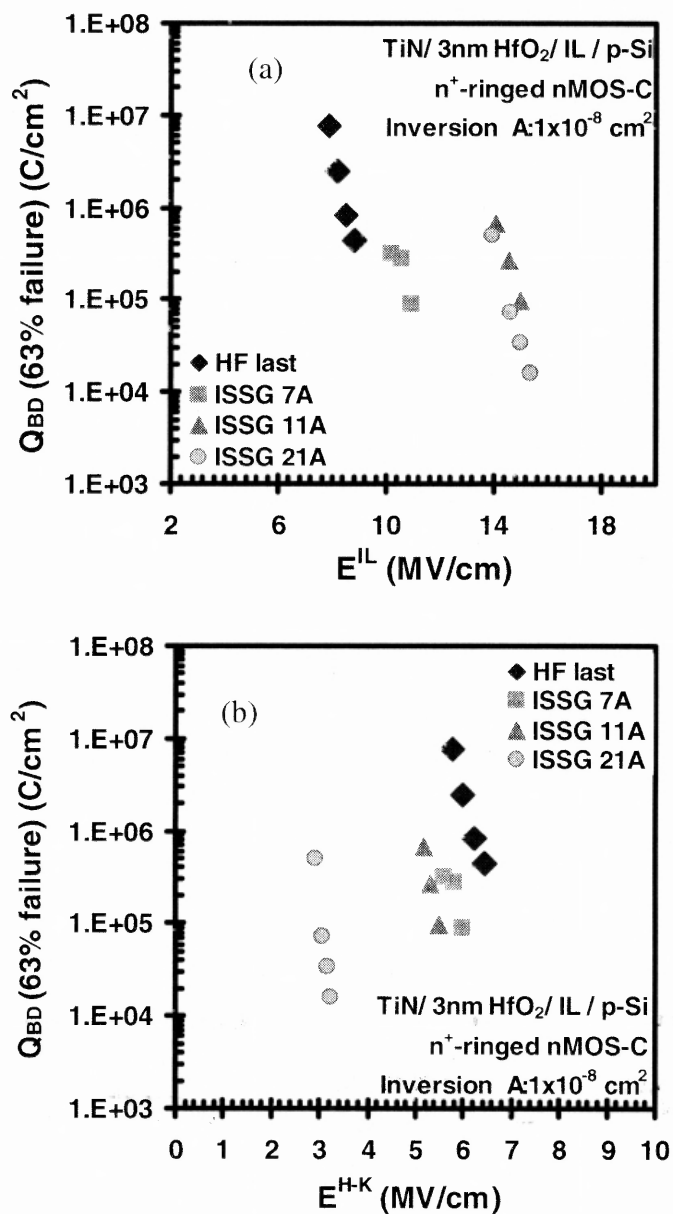 1.E+08
1.E+07
1.E+06
1.E+05
1.E+04
1.E+03
Q_BD (63% failure) (C/cm²)
(a)
TiN/ 3nm HfO₂/ IL / p-Si
n⁺-ringed nMOS-C
Inversion A:1x10⁻⁸ cm²
HF last
ISSG 7A
ISSG 11A
ISSG 21A
2 6 10 14 18
E^IL (MV/cm)
1.E+08
1.E+07
1.E+06
1.E+05
1.E+04
1.E+03
Q_BD (63% failure) (C/cm²)
(b)
HF last
ISSG 7A
ISSG 11A
ISSG 21A
TiN/ 3nm HfO₂/ IL / p-Si
n⁺-ringed nMOS-C
Inversion A:1x10⁻⁸ cm²
0 1 2 3 4 5 6 7 8 9 10
E^H-K (MV/cm)